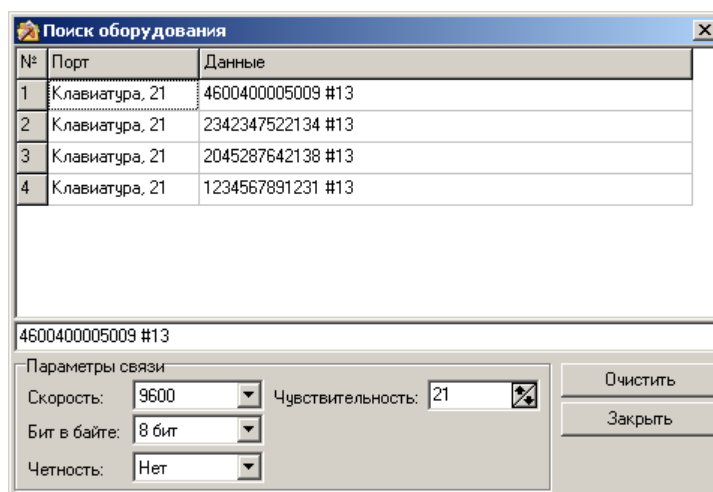 Поиск оборудования
№ Порт Данные
1 Клавиатура, 21 4600400005009 #13
2 Клавиатура, 21 2342347522134 #13
3 Клавиатура, 21 2045287642138 #13
4 Клавиатура, 21 1234567891231 #13
4600400005009 #13
Параметры связи
Скорость: 9600 Чувствительность: 21
Бит в байте: 8 бит
Четность: Нет
Очистить
Закрыть